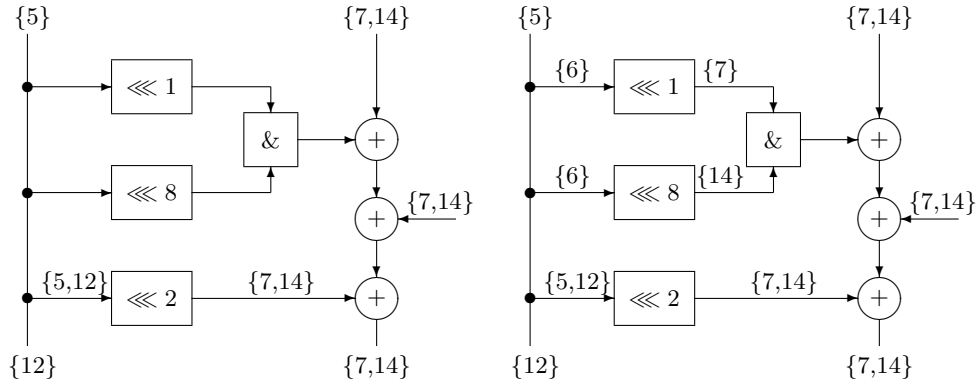 {5} {7,14} {5} {7,14}
⋘ 1 {6} ⋘ 1 {7}
& + & +
⋘ 8 {6} ⋘ 8 {14}
+ {7,14} + {7,14}
{5,12} ⋘ 2 {7,14} + {5,12} ⋘ 2 {7,14} +
{12} {7,14} {12} {7,14}